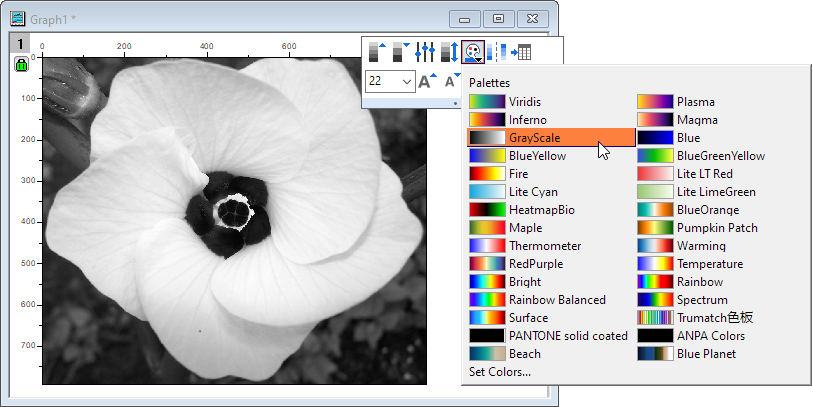 Graph1 *
1
0 200 400 600
0
100
200
300
400
500
600
700
22
A A
Palettes
Viridis Plasma
Inferno Magma
GrayScale Blue
BlueYellow BlueGreenYellow
Fire Lite LT Red
Lite Cyan Lite LimeGreen
HeatmapBio BlueOrange
Maple Pumpkin Patch
Thermometer Warming
RedPurple Temperature
Bright Rainbow
Rainbow Balanced Spectrum
Surface Trumatch色板
PANTONE solid coated ANPA Colors
Beach Blue Planet
Set Colors...